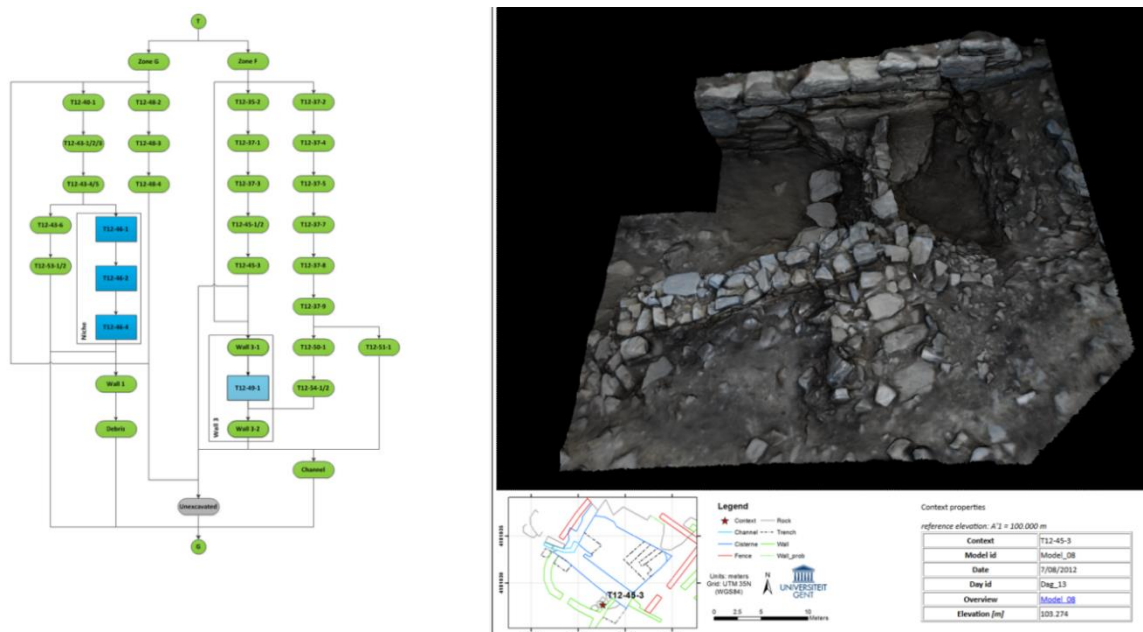 T
Zone G
Zone F
T12-40-1
T12-48-2
T12-35-2
T12-37-2
T12-43-1/2/3
T12-48-3
T12-37-1
T12-37-4
T12-43-4/5
T12-48-4
T12-37-3
T12-37-5
T12-43-6
T12-46-1
T12-45-1/2
T12-37-7
T12-53-1/2
T12-46-2
T12-45-3
T12-37-8
T12-46-4
T12-37-9
Niche
Wall 3-1
T12-50-1
T12-51-1
Wall 1
T12-49-1
T12-54-1/2
Debris
Wall 3-2
Wall 3
Channel
Unexcavated
G
T12-45-3
Legend
Context
Rock
Channel
Trench
Cisterne
Wall
Fence
Wall_prob
Units: meters
Grid: UTM 35N
(WGS84)
N
UNIVERSITEIT
GENT
0 2.5 5 10
Meters
Context properties
reference elevation: A'1 = 100.000 m
Context T12-45-3
Model id Model_08
Date 7/08/2012
Day id Dag_13
Overview Model_08
Elevation [m] 103.274